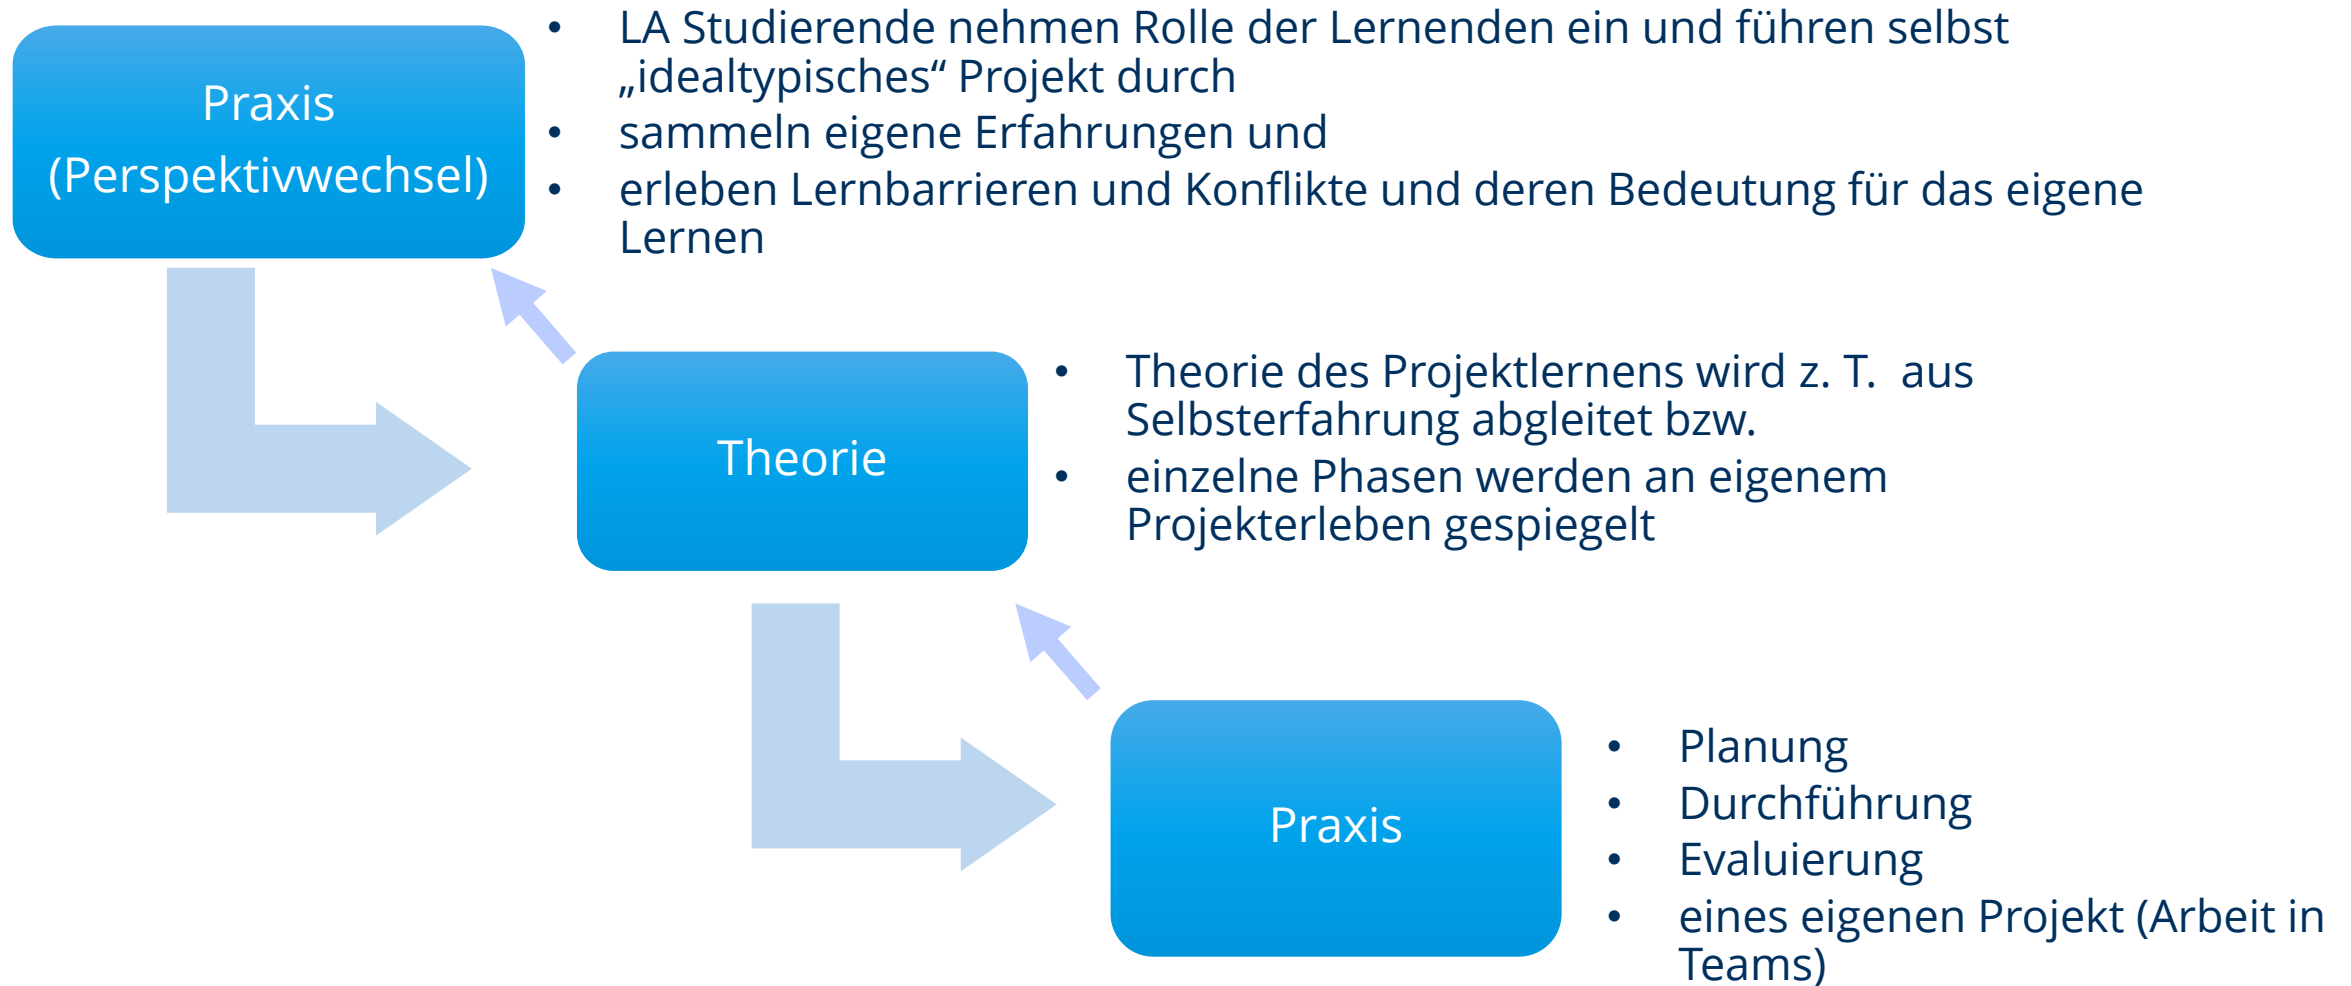 Praxis
(Perspektivwechsel)
• LA Studierende nehmen Rolle der Lernenden ein und führen selbst
„idealtypisches“ Projekt durch
• sammeln eigene Erfahrungen und
• erleben Lernbarrieren und Konflikte und deren Bedeutung für das eigene
Lernen
Theorie
• Theorie des Projektlernens wird z. T.  aus
Selbsterfahrung abgleitet bzw.
• einzelne Phasen werden an eigenem
Projekterleben gespiegelt
Praxis
• Planung
• Durchführung
• Evaluierung
• eines eigenen Projekt (Arbeit in
Teams)